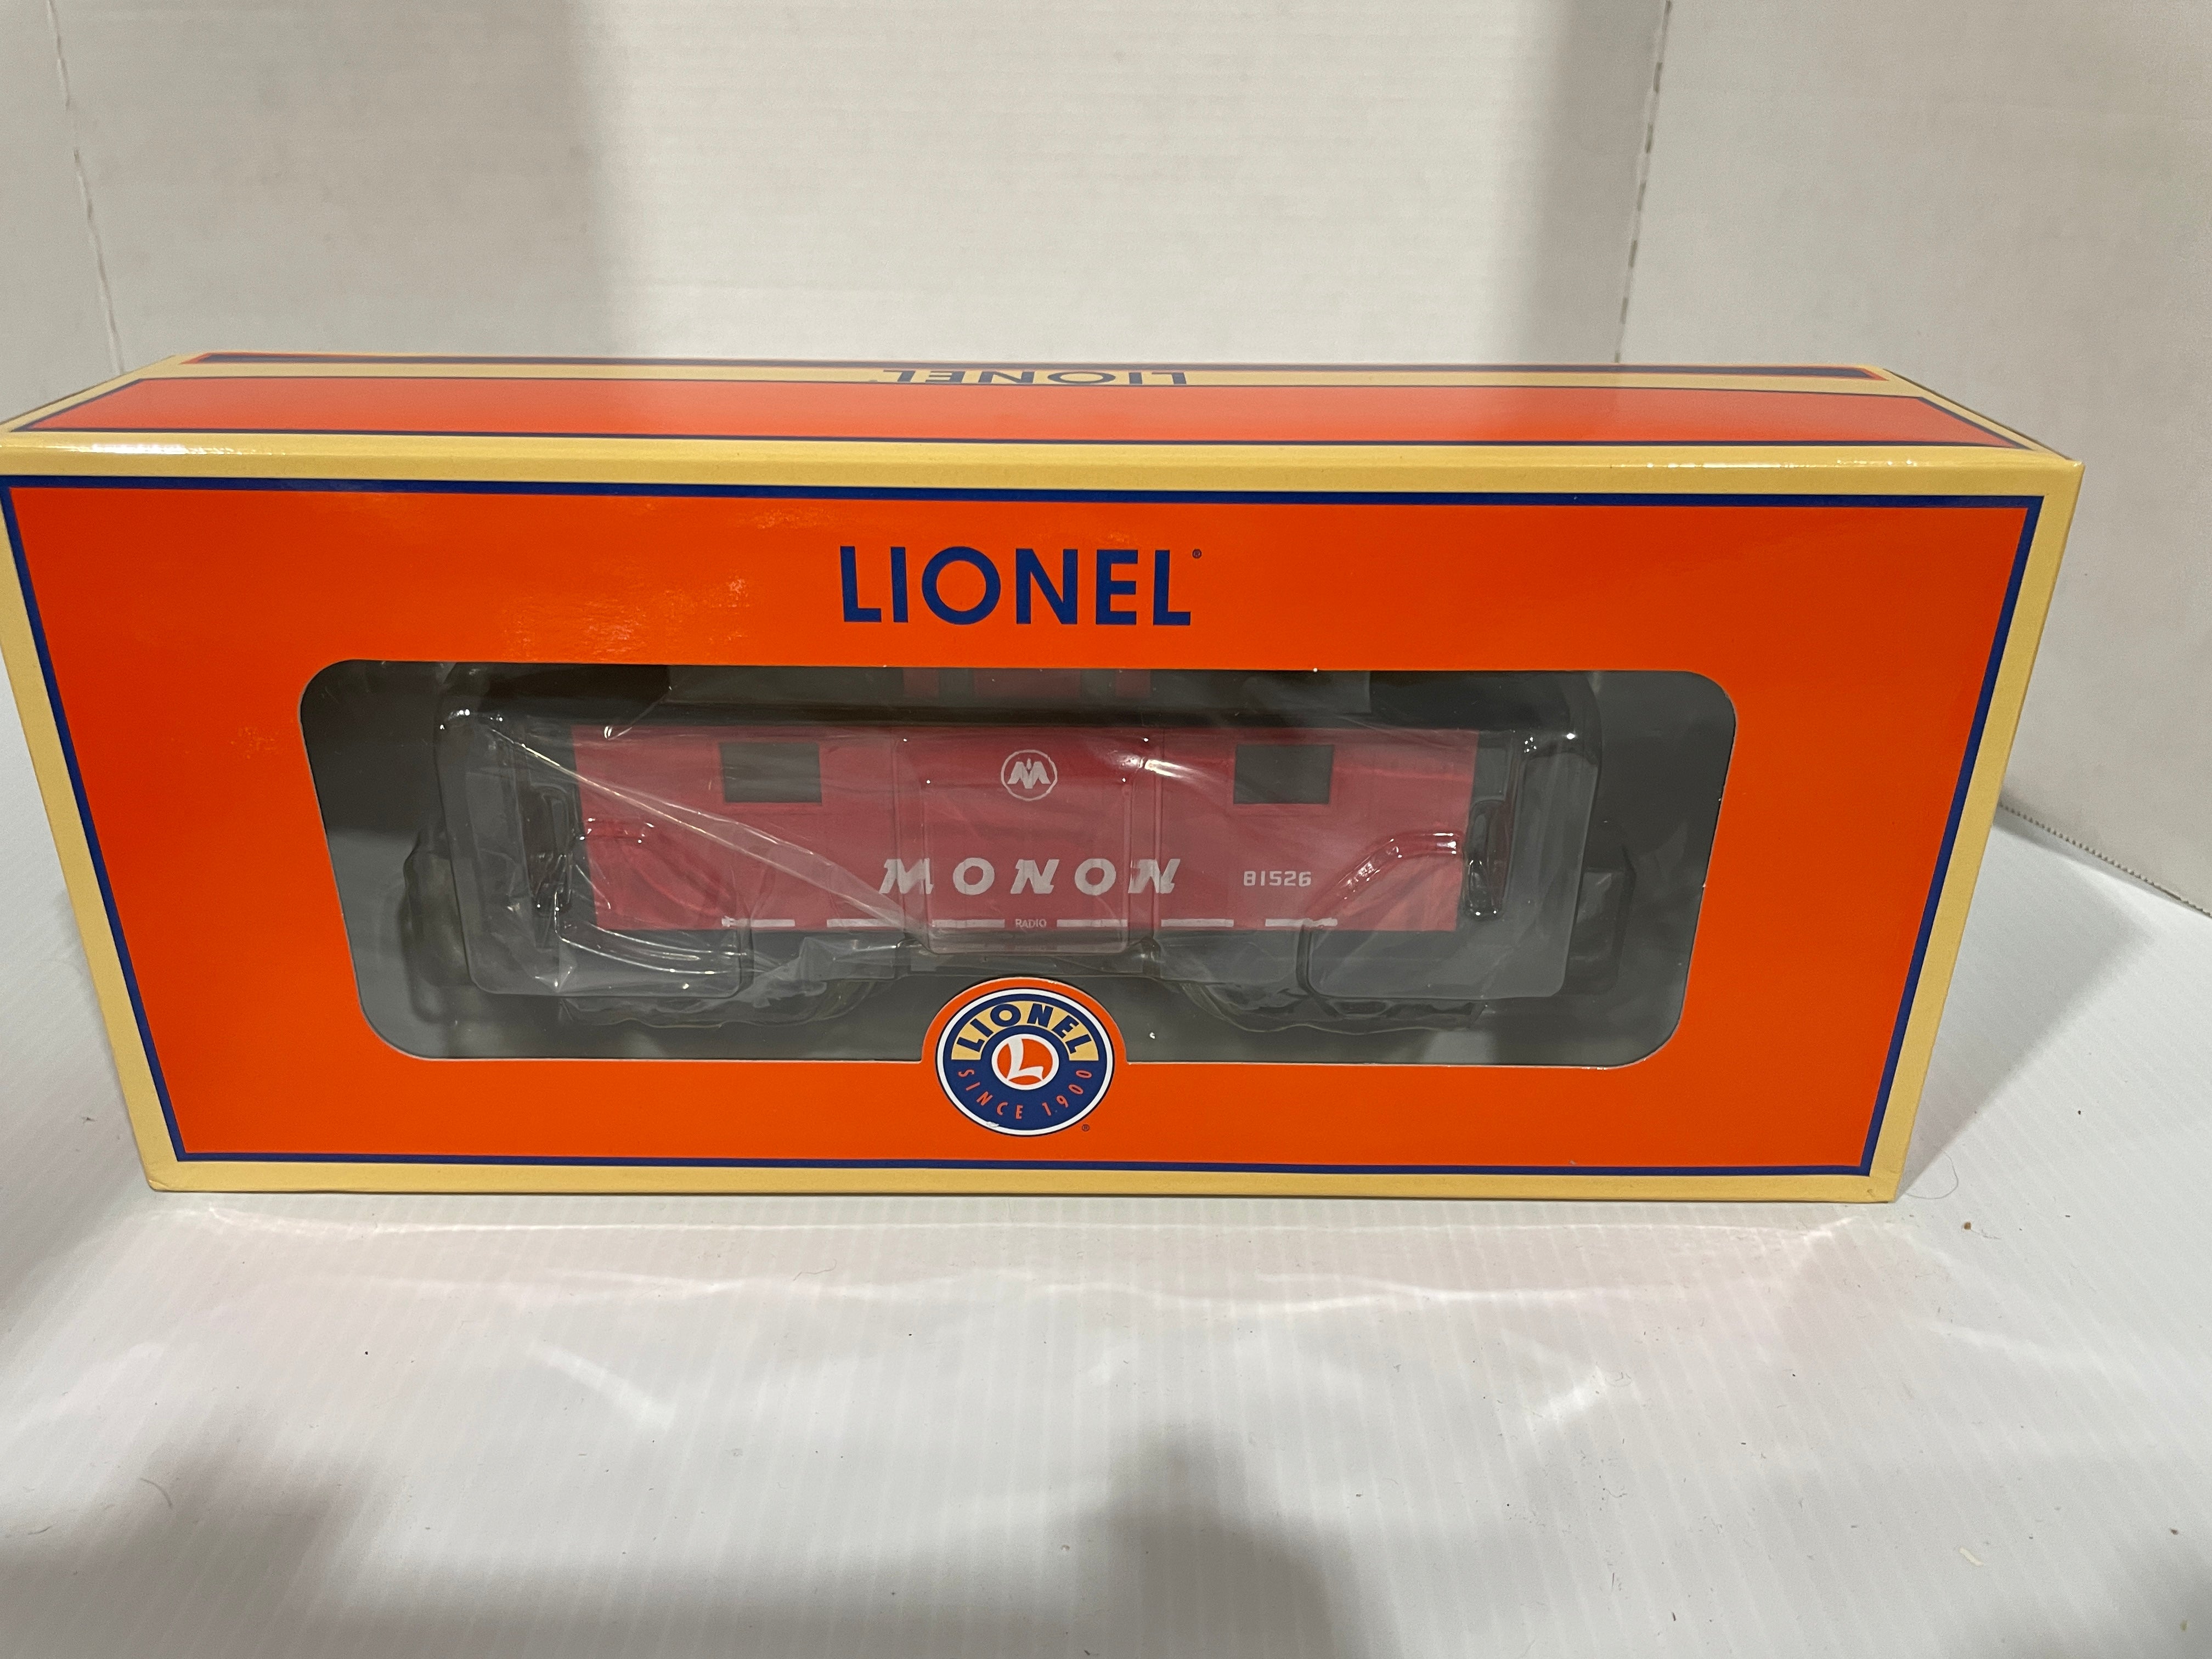 LIONEL®
LIONEL®
M
MONON
81526
RADIO
LIONEL
L
SINCE 1900
®